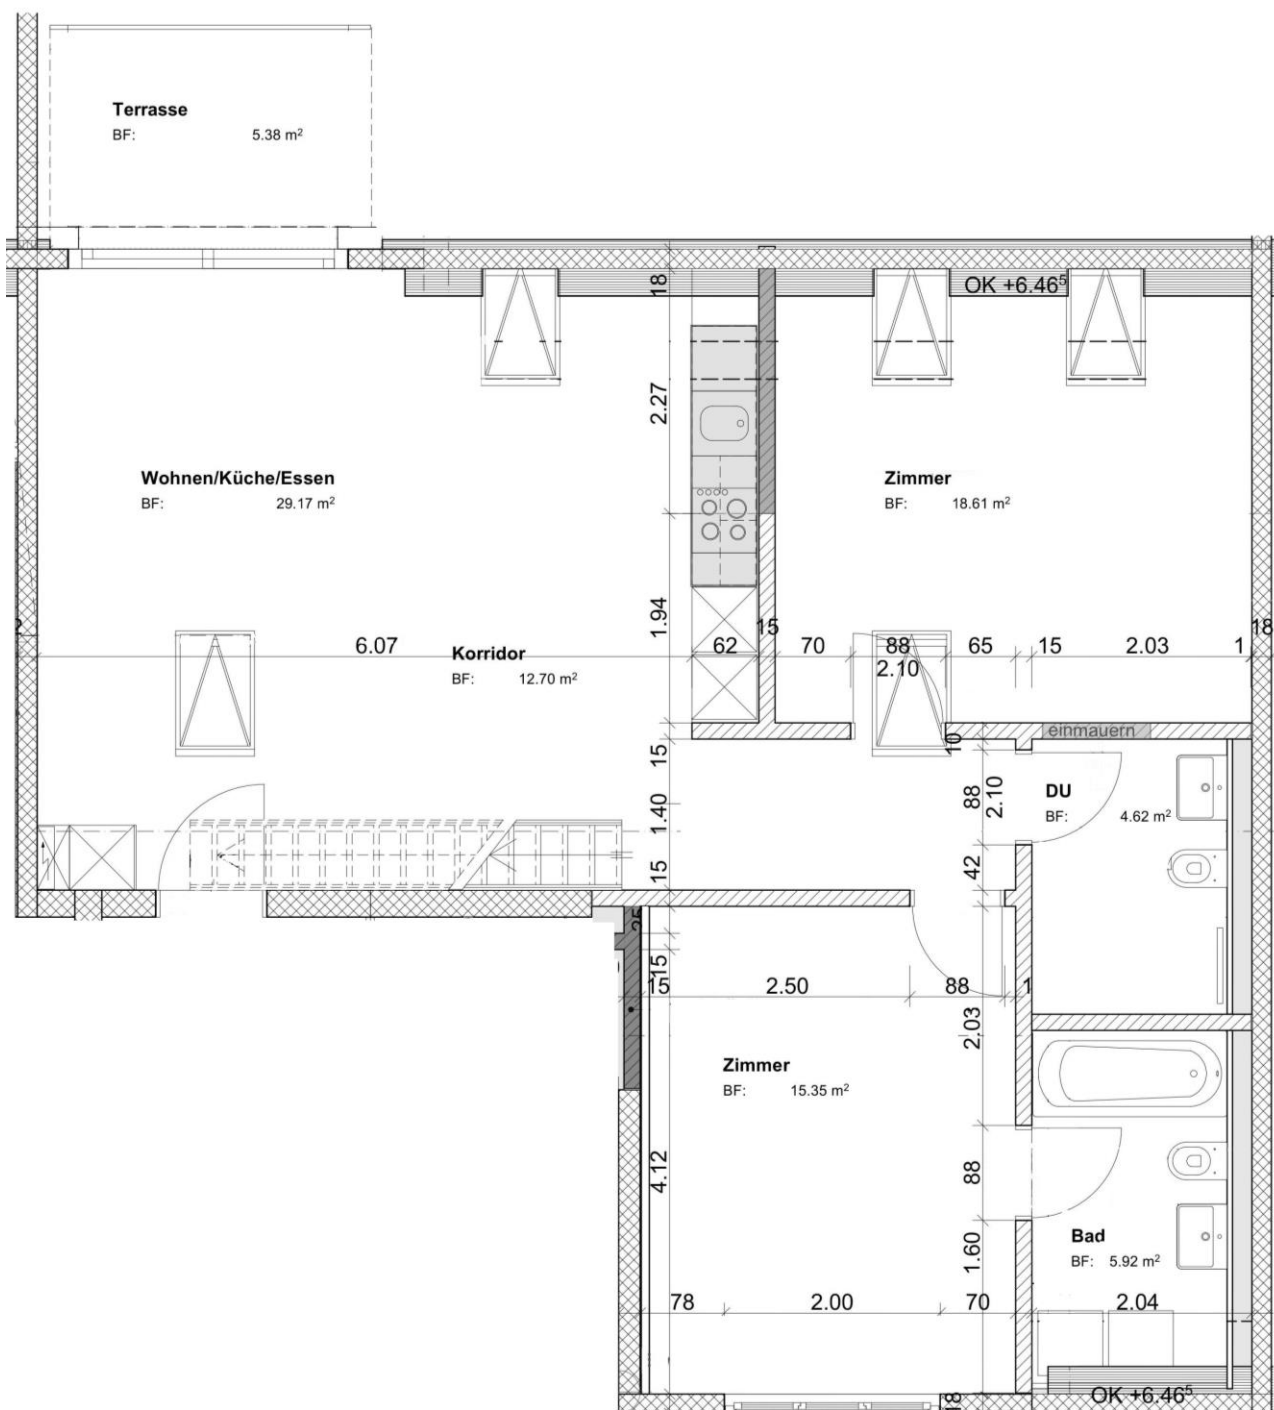 Terrasse
BF: 5.38 m²
OK +6.46⁵
18
2.27
Wohnen/Küche/Essen
BF: 29.17 m²
Zimmer
BF: 18.61 m²
1.94
15
18
6.07
62
70
88
2.10
65
15
2.03
1
Korridor
BF: 12.70 m²
einmauern
10
15
88
2.10
DU
BF: 4.62 m²
1.40
15
42
15
15
2.50
88
1
2.03
Zimmer
BF: 15.35 m²
4.12
88
1.60
Bad
BF: 5.92 m²
78
2.00
70
2.04
18
OK +6.46⁵